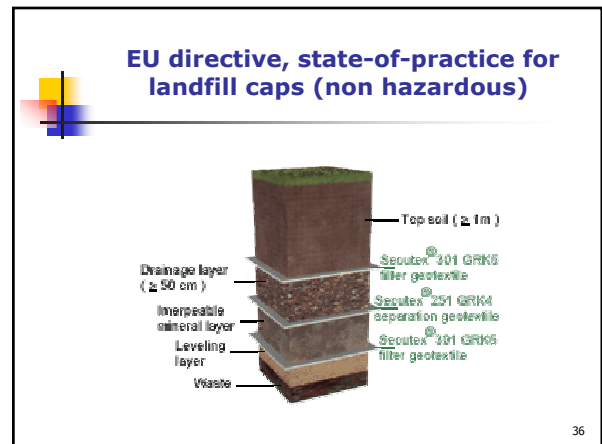 EU directive, state-of-practice for
landfill caps (non hazardous)
Top soil ( ≥ 1m )
Secutex® 301 GRK5
filter geotextile
Drainage layer
( ≥ 50 cm )
Secutex® 251 GRK4
separation geotextile
Imerpeable
mineral layer
Secutex® 301 GRK5
filter geotextile
Leveling
layer
Waste
36